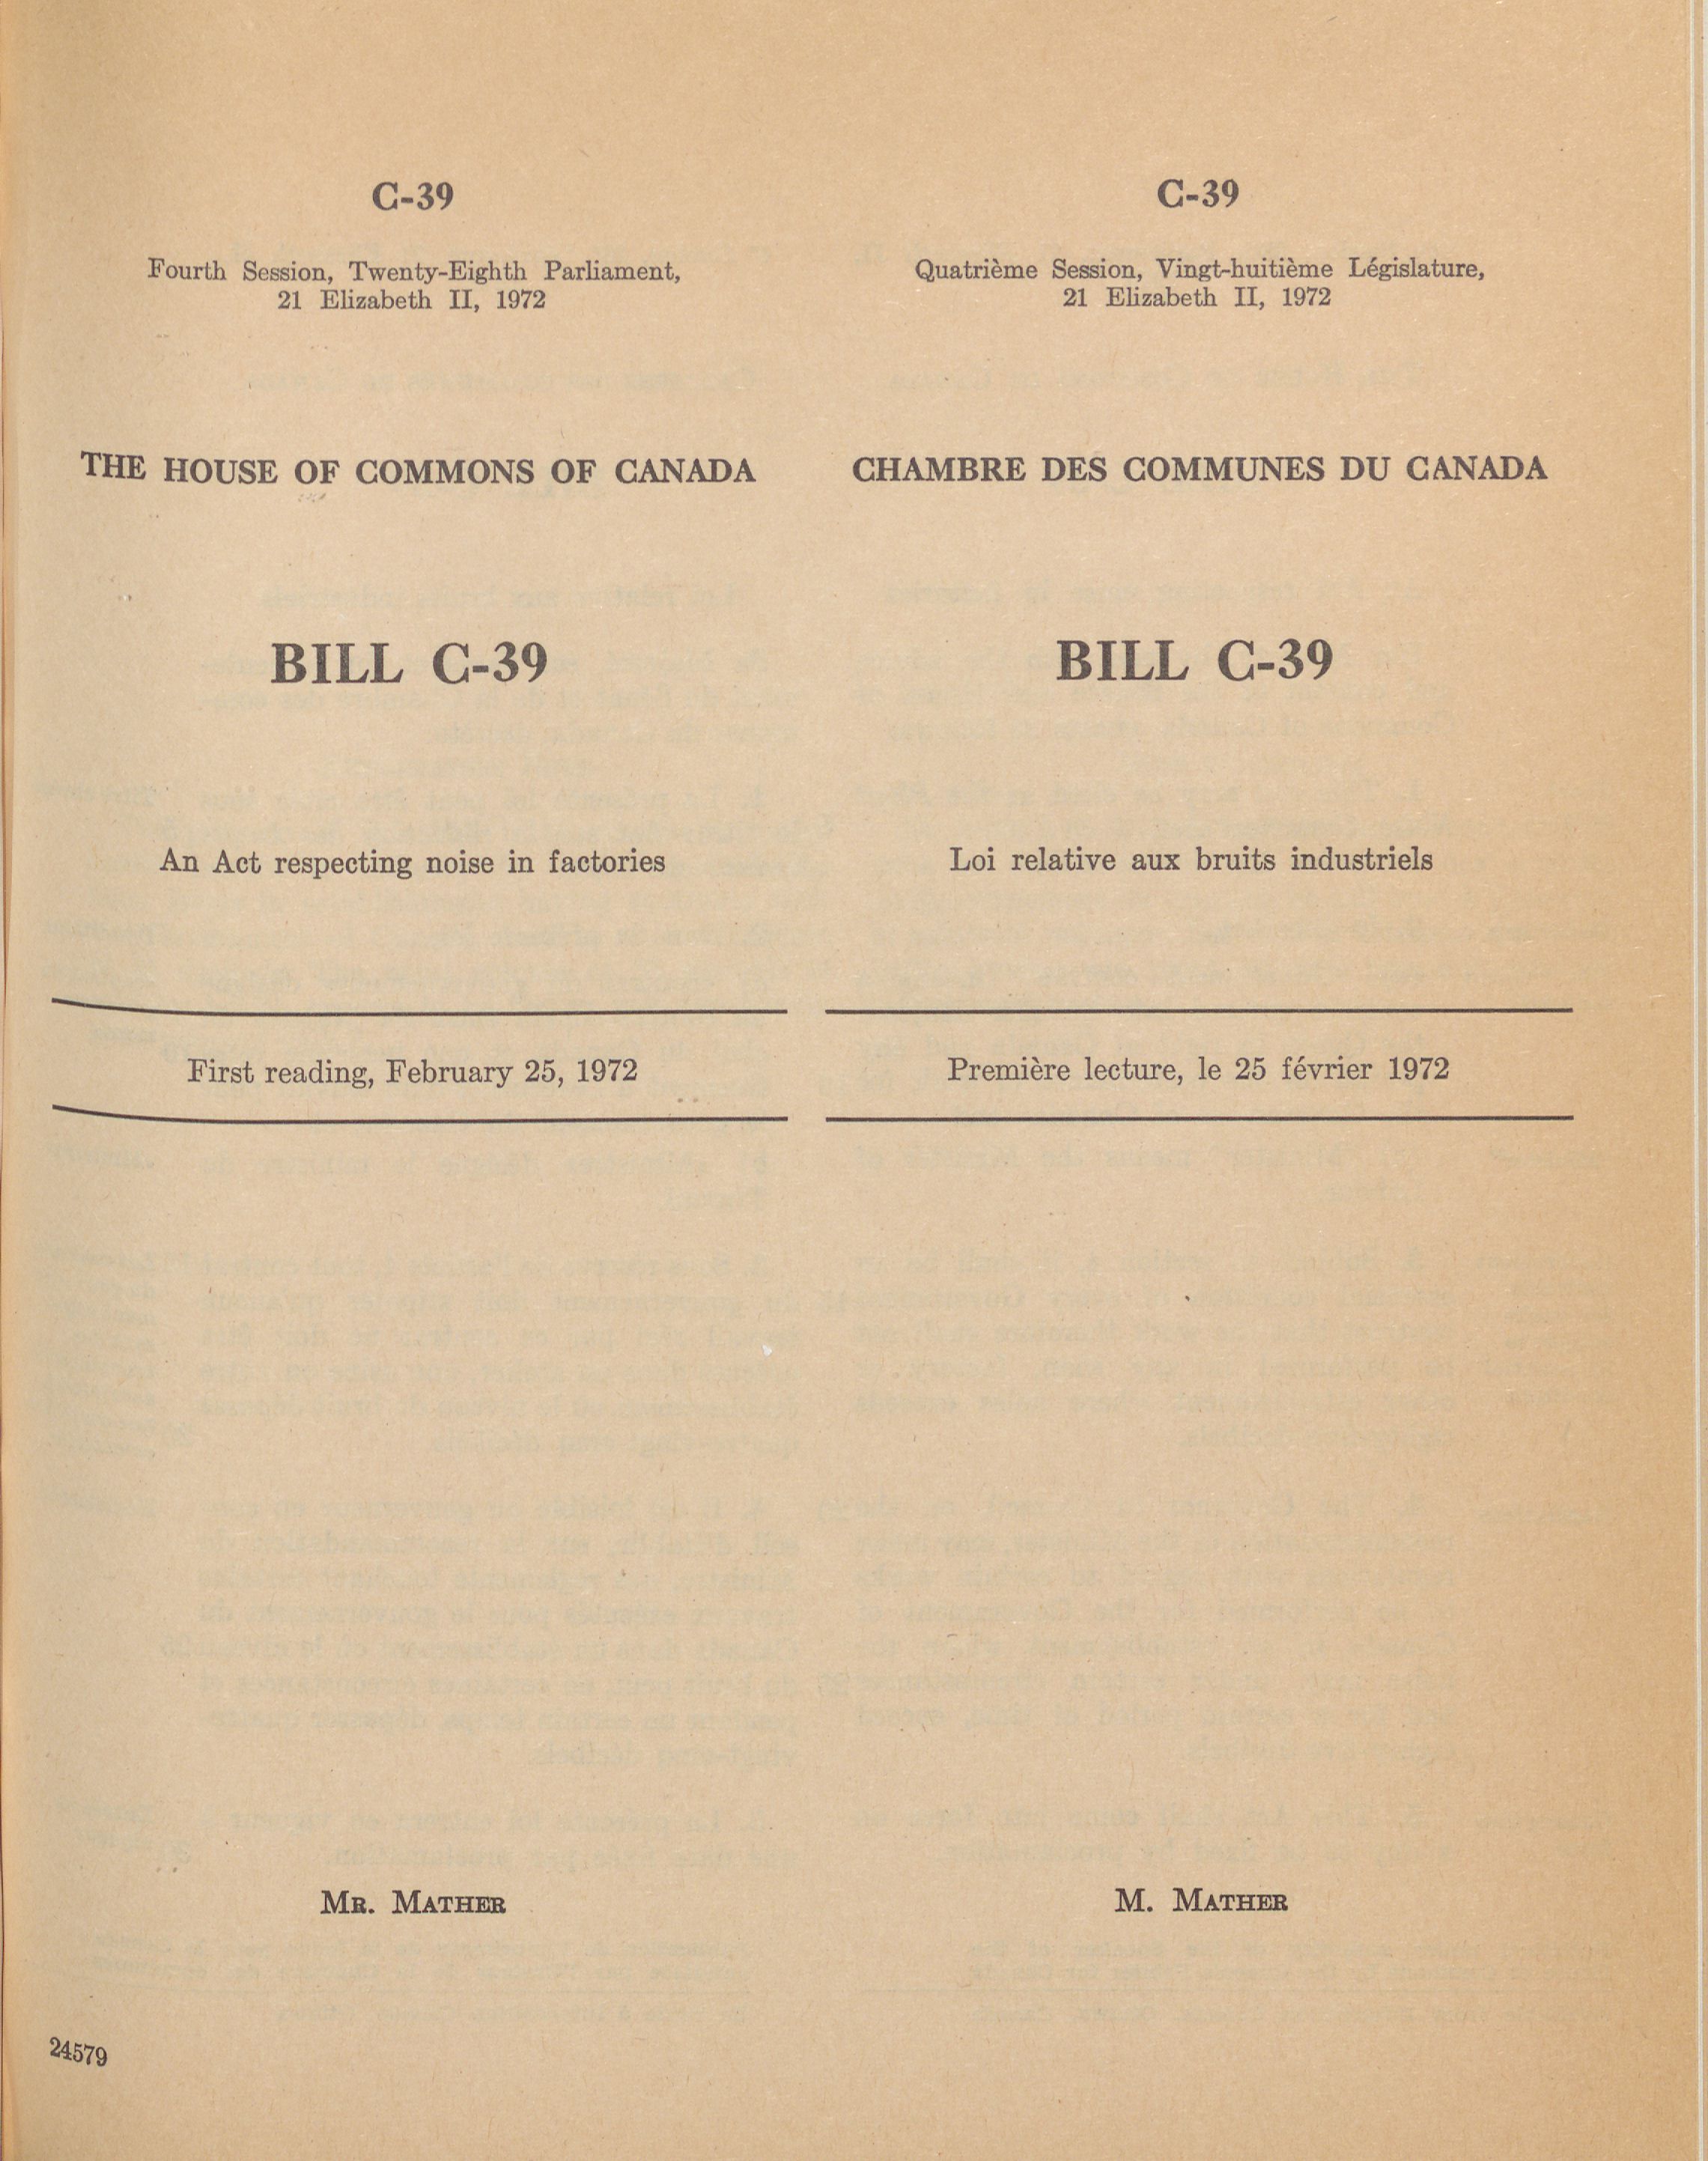 C-39
Fourth Session, Twenty-Eighth Parliament,
21 Elizabeth II, 1972
THE HOUSE OF COMMONS OF CANADA
BILL C-39
An Act respecting noise in factories
First reading, February 25, 1972
MR. MATHER
24579
C-39
Quatrième Session, Vingt-huitième Législature,
21 Elizabeth II, 1972
CHAMBRE DES COMMUNES DU CANADA
BILL C-39
Loi relative aux bruits industriels
Première lecture, le 25 février 1972
M. MATHER